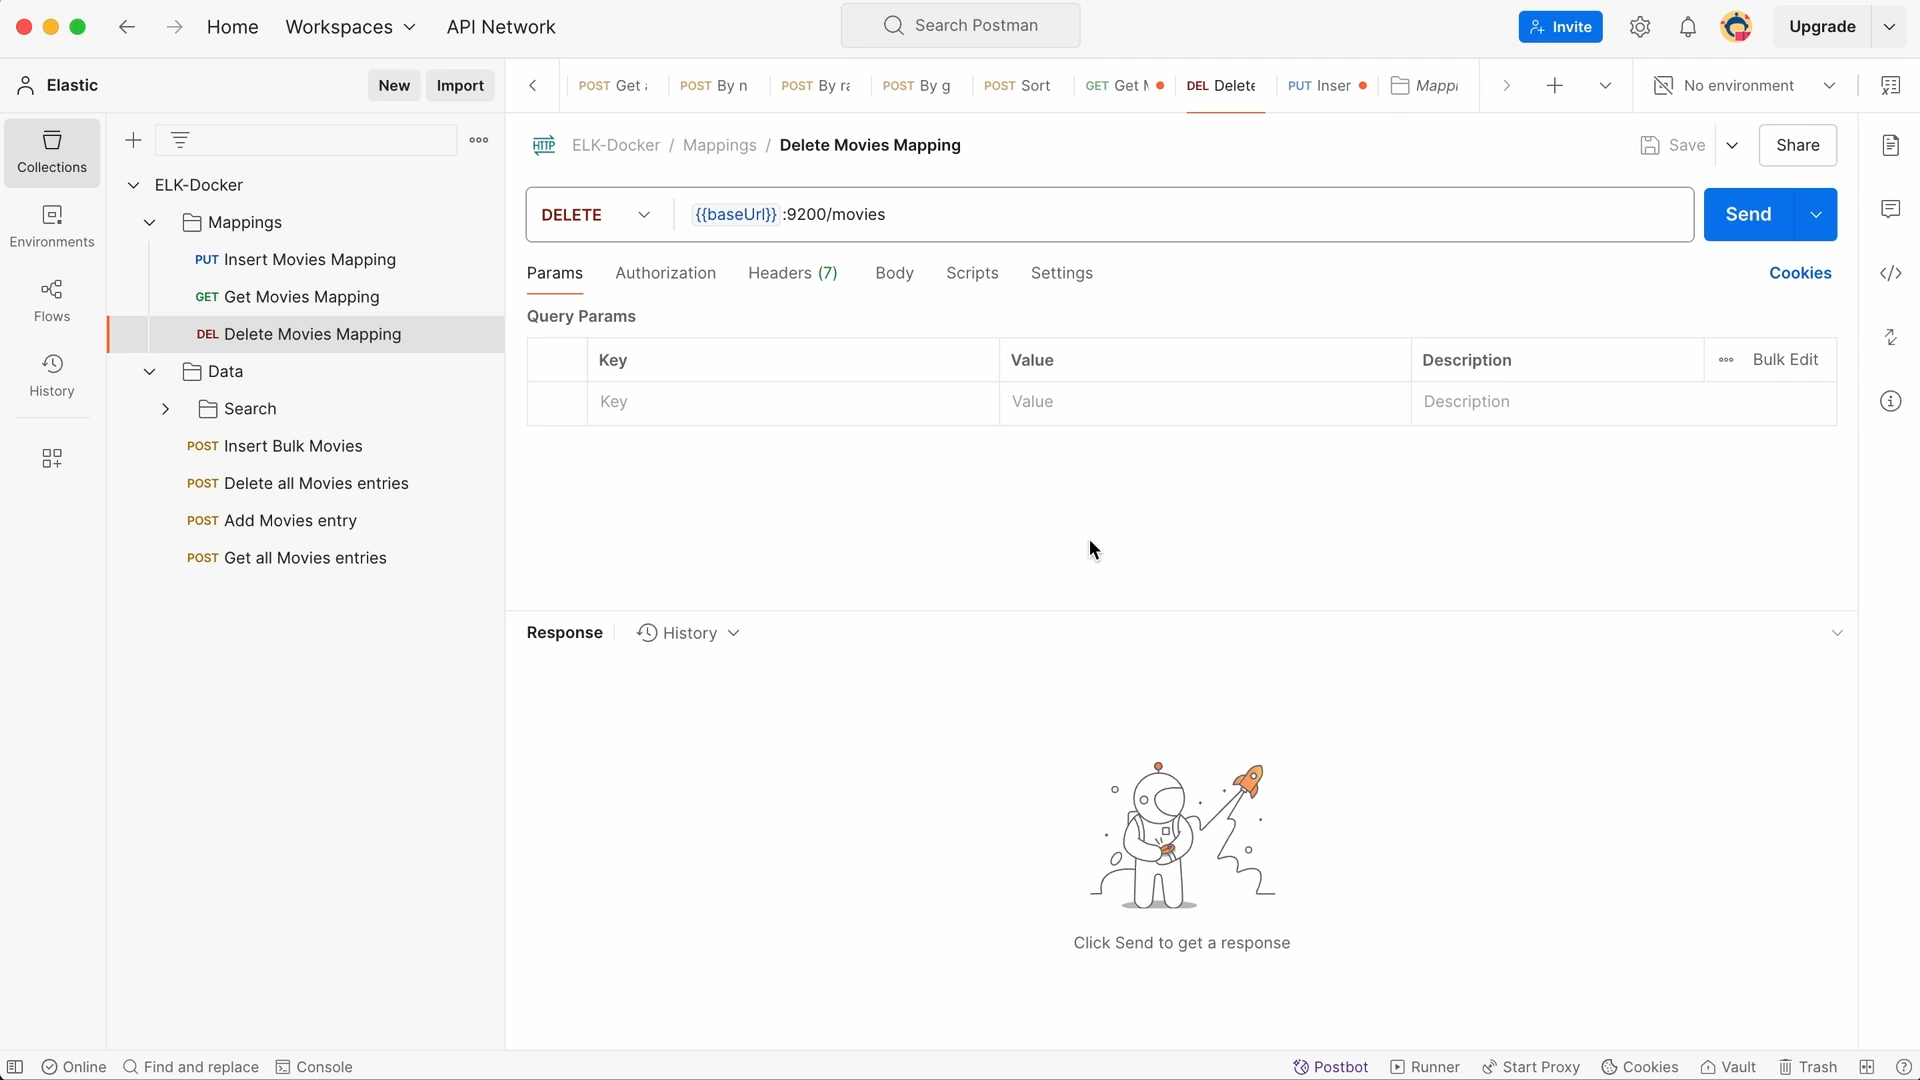 Home
Workspaces
API Network
Search Postman
Invite
Upgrade
Elastic
New
Import
POST Get
POST By n
POST By ra
POST By g
POST Sort
GET Get
DEL Delete
PUT Inser
Mappi
No environment
Collections
Environments
Flows
History
ELK-Docker
Mappings
PUT Insert Movies Mapping
GET Get Movies Mapping
DEL Delete Movies Mapping
Data
Search
POST Insert Bulk Movies
POST Delete all Movies entries
POST Add Movies entry
POST Get all Movies entries
HTTP ELK-Docker / Mappings / Delete Movies Mapping
Save
Share
DELETE
{{baseUrl}} :9200/movies
Send
Params
Authorization
Headers (7)
Body
Scripts
Settings
Cookies
Query Params
Key
Value
Description
Bulk Edit
Key
Value
Description
Response
History
Click Send to get a response
Online
Find and replace
Console
Postbot
Runner
Start Proxy
Cookies
Vault
Trash